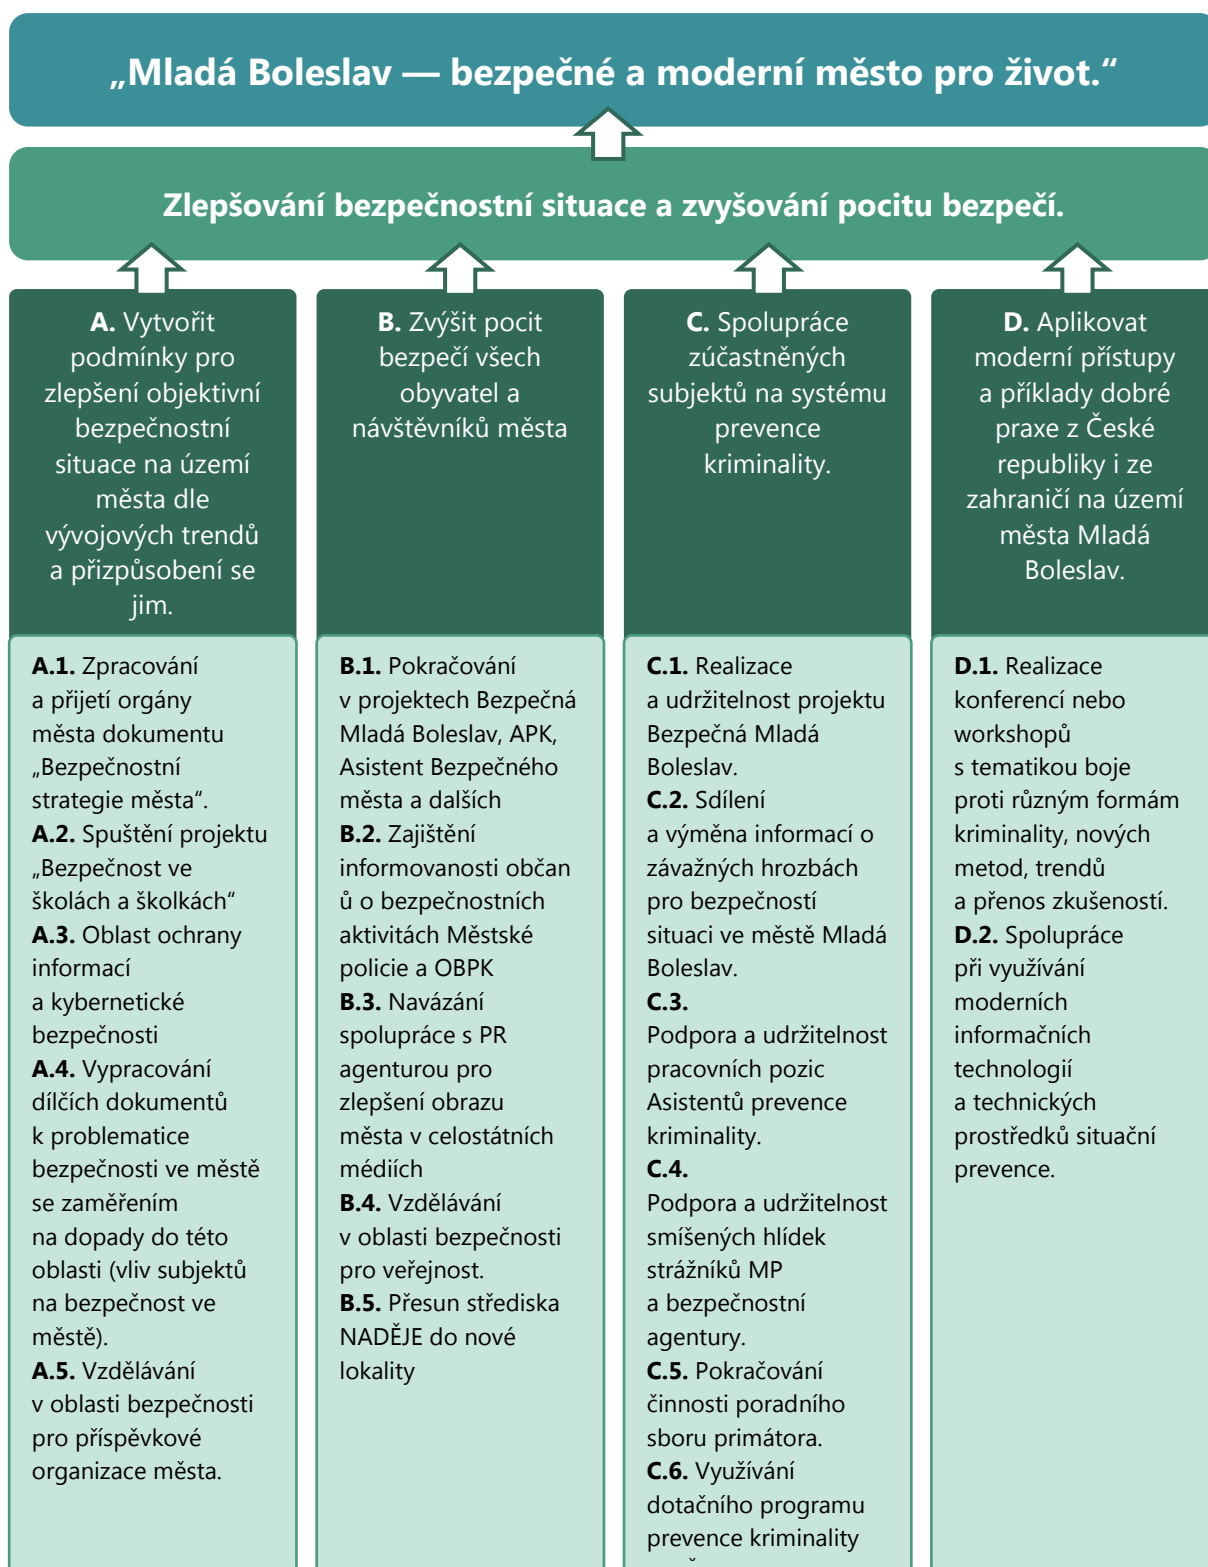 „Mladá Boleslav — bezpečné a moderní město pro život.“
Zlepšování bezpečnostní situace a zvyšování pocitu bezpečí.
A. Vytvořit
podmínky pro
zlepšení objektivní
bezpečnostní
situace na území
města dle
vývojových trendů
a přizpůsobení se
jim.
A.1. Zpracování
a přijetí orgány
města dokumentu
„Bezpečnostní
strategie města“.
A.2. Spuštění projektu
„Bezpečnost ve
školách a školkách“
A.3. Oblast ochrany
informací
a kybernetické
bezpečnosti
A.4. Vypracování
dílčích dokumentů
k problematice
bezpečnosti ve městě
se zaměřením
na dopady do této
oblasti (vliv subjektů
na bezpečnost ve
městě).
A.5. Vzdělávání
v oblasti bezpečnosti
pro příspěvkové
organizace města.
B. Zvýšit pocit
bezpečí všech
obyvatel a
návštěvníků města
B.1. Pokračování
v projektech Bezpečná
Mladá Boleslav, APK,
Asistent Bezpečného
města a dalších
B.2. Zajištění
informovanosti občan
ů o bezpečnostních
aktivitách Městské
policie a OBPK
B.3. Navázání
spolupráce s PR
agenturou pro
zlepšení obrazu
města v celostátních
médiích
B.4. Vzdělávání
v oblasti bezpečnosti
pro veřejnost.
B.5. Přesun střediska
NADĚJE do nové
lokality
C. Spolupráce
zúčastněných
subjektů na systému
prevence
kriminality.
C.1. Realizace
a udržitelnost projektu
Bezpečná Mladá
Boleslav.
C.2. Sdílení
a výměna informací o
závažných hrozbách
pro bezpečností
situaci ve městě Mladá
Boleslav.
C.3.
Podpora a udržitelnost
pracovních pozic
Asistentů prevence
kriminality.
C.4.
Podpora a udržitelnost
smíšených hlídek
strážníků MP
a bezpečnostní
agentury.
C.5. Pokračování
činnosti poradního
sboru primátora.
C.6. Využívání
dotačního programu
prevence kriminality
D. Aplikovat
moderní přístupy
a příklady dobré
praxe z České
republiky i ze
zahraničí na území
města Mladá
Boleslav.
D.1. Realizace
konferencí nebo
workshopů
s tematikou boje
proti různým formám
kriminality, nových
metod, trendů
a přenos zkušeností.
D.2. Spolupráce
při využívání
moderních
informačních
technologií
a technických
prostředků situační
prevence.